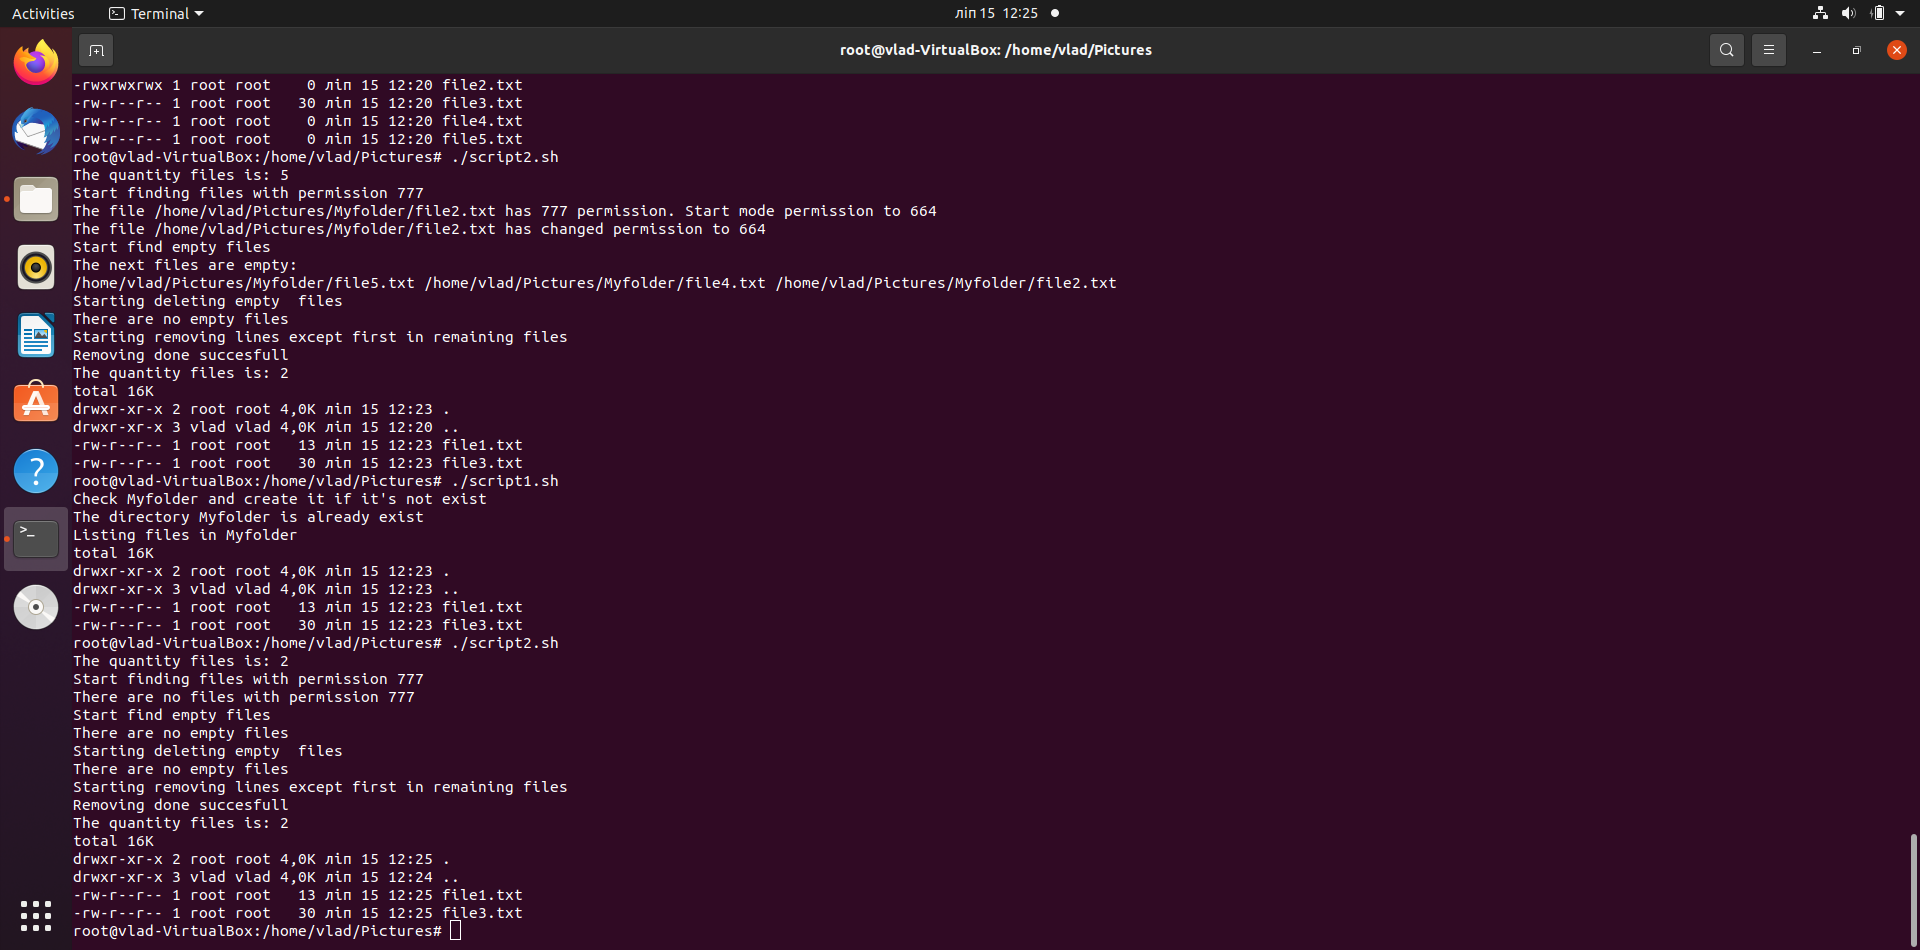 Activities
Terminal
ліп 15 12:25
root@vlad-VirtualBox: /home/vlad/Pictures
-rwxrwxrwx 1 root root    0 ліп 15 12:20 file2.txt
-rw-r--r-- 1 root root   30 ліп 15 12:20 file3.txt
-rw-r--r-- 1 root root    0 ліп 15 12:20 file4.txt
-rw-r--r-- 1 root root    0 ліп 15 12:20 file5.txt
root@vlad-VirtualBox:/home/vlad/Pictures# ./script2.sh
The quantity files is: 5
Start finding files with permission 777
The file /home/vlad/Pictures/Myfolder/file2.txt has 777 permission. Start mode permission to 664
The file /home/vlad/Pictures/Myfolder/file2.txt has changed permission to 664
Start find empty files
The next files are empty:
/home/vlad/Pictures/Myfolder/file5.txt /home/vlad/Pictures/Myfolder/file4.txt /home/vlad/Pictures/Myfolder/file2.txt
Starting deleting empty  files
There are no empty files
Starting removing lines except first in remaining files
Removing done succesfull
The quantity files is: 2
total 16K
drwxr-xr-x 2 root root 4,0K ліп 15 12:23 .
drwxr-xr-x 3 vlad vlad 4,0K ліп 15 12:20 ..
-rw-r--r-- 1 root root   13 ліп 15 12:23 file1.txt
-rw-r--r-- 1 root root   30 ліп 15 12:23 file3.txt
root@vlad-VirtualBox:/home/vlad/Pictures# ./script1.sh
Check Myfolder and create it if it's not exist
The directory Myfolder is already exist
Listing files in Myfolder
total 16K
drwxr-xr-x 2 root root 4,0K ліп 15 12:23 .
drwxr-xr-x 3 vlad vlad 4,0K ліп 15 12:23 ..
-rw-r--r-- 1 root root   13 ліп 15 12:23 file1.txt
-rw-r--r-- 1 root root   30 ліп 15 12:23 file3.txt
root@vlad-VirtualBox:/home/vlad/Pictures# ./script2.sh
The quantity files is: 2
Start finding files with permission 777
There are no files with permission 777
Start find empty files
There are no empty files
Starting deleting empty  files
There are no empty files
Starting removing lines except first in remaining files
Removing done succesfull
The quantity files is: 2
total 16K
drwxr-xr-x 2 root root 4,0K ліп 15 12:25 .
drwxr-xr-x 3 vlad vlad 4,0K ліп 15 12:24 ..
-rw-r--r-- 1 root root   13 ліп 15 12:25 file1.txt
-rw-r--r-- 1 root root   30 ліп 15 12:25 file3.txt
root@vlad-VirtualBox:/home/vlad/Pictures#